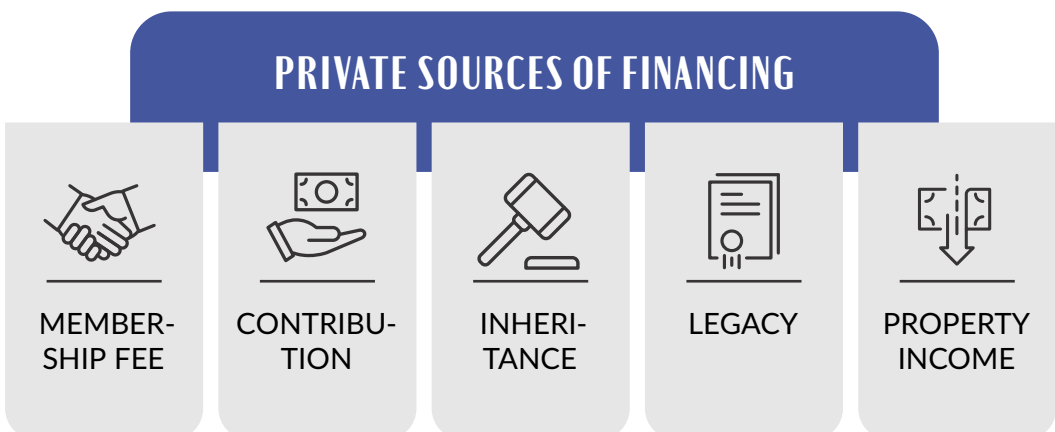 PRIVATE SOURCES OF FINANCING
MEMBER-
SHIP FEE
CONTRIBU-
TION
INHERI-
TANCE
LEGACY
PROPERTY
INCOME